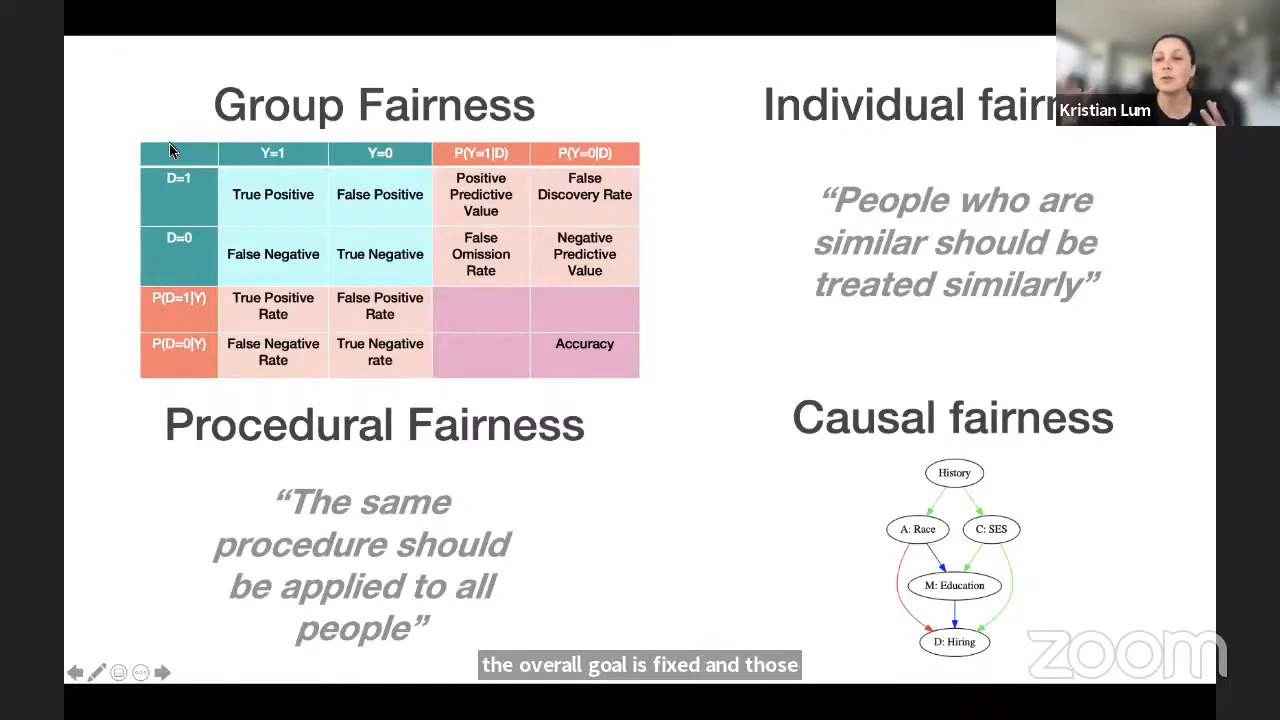 Group Fairness
Y=1 Y=0 P(Y=1|D) P(Y=0|D)
D=1 True Positive False Positive Positive Predictive Value False Discovery Rate
D=0 False Negative True Negative False Omission Rate Negative Predictive Value
P(D=1|Y) True Positive Rate False Positive Rate
P(D=0|Y) False Negative Rate True Negative rate Accuracy
Individual
Kristian Lum
“People who are
similar should be
treated similarly”
Procedural Fairness
“The same
procedure should
be applied to all
people”
Causal fairness
History
A: Race C: SES
M: Education
D: Hiring
the overall goal is fixed and those
zoom